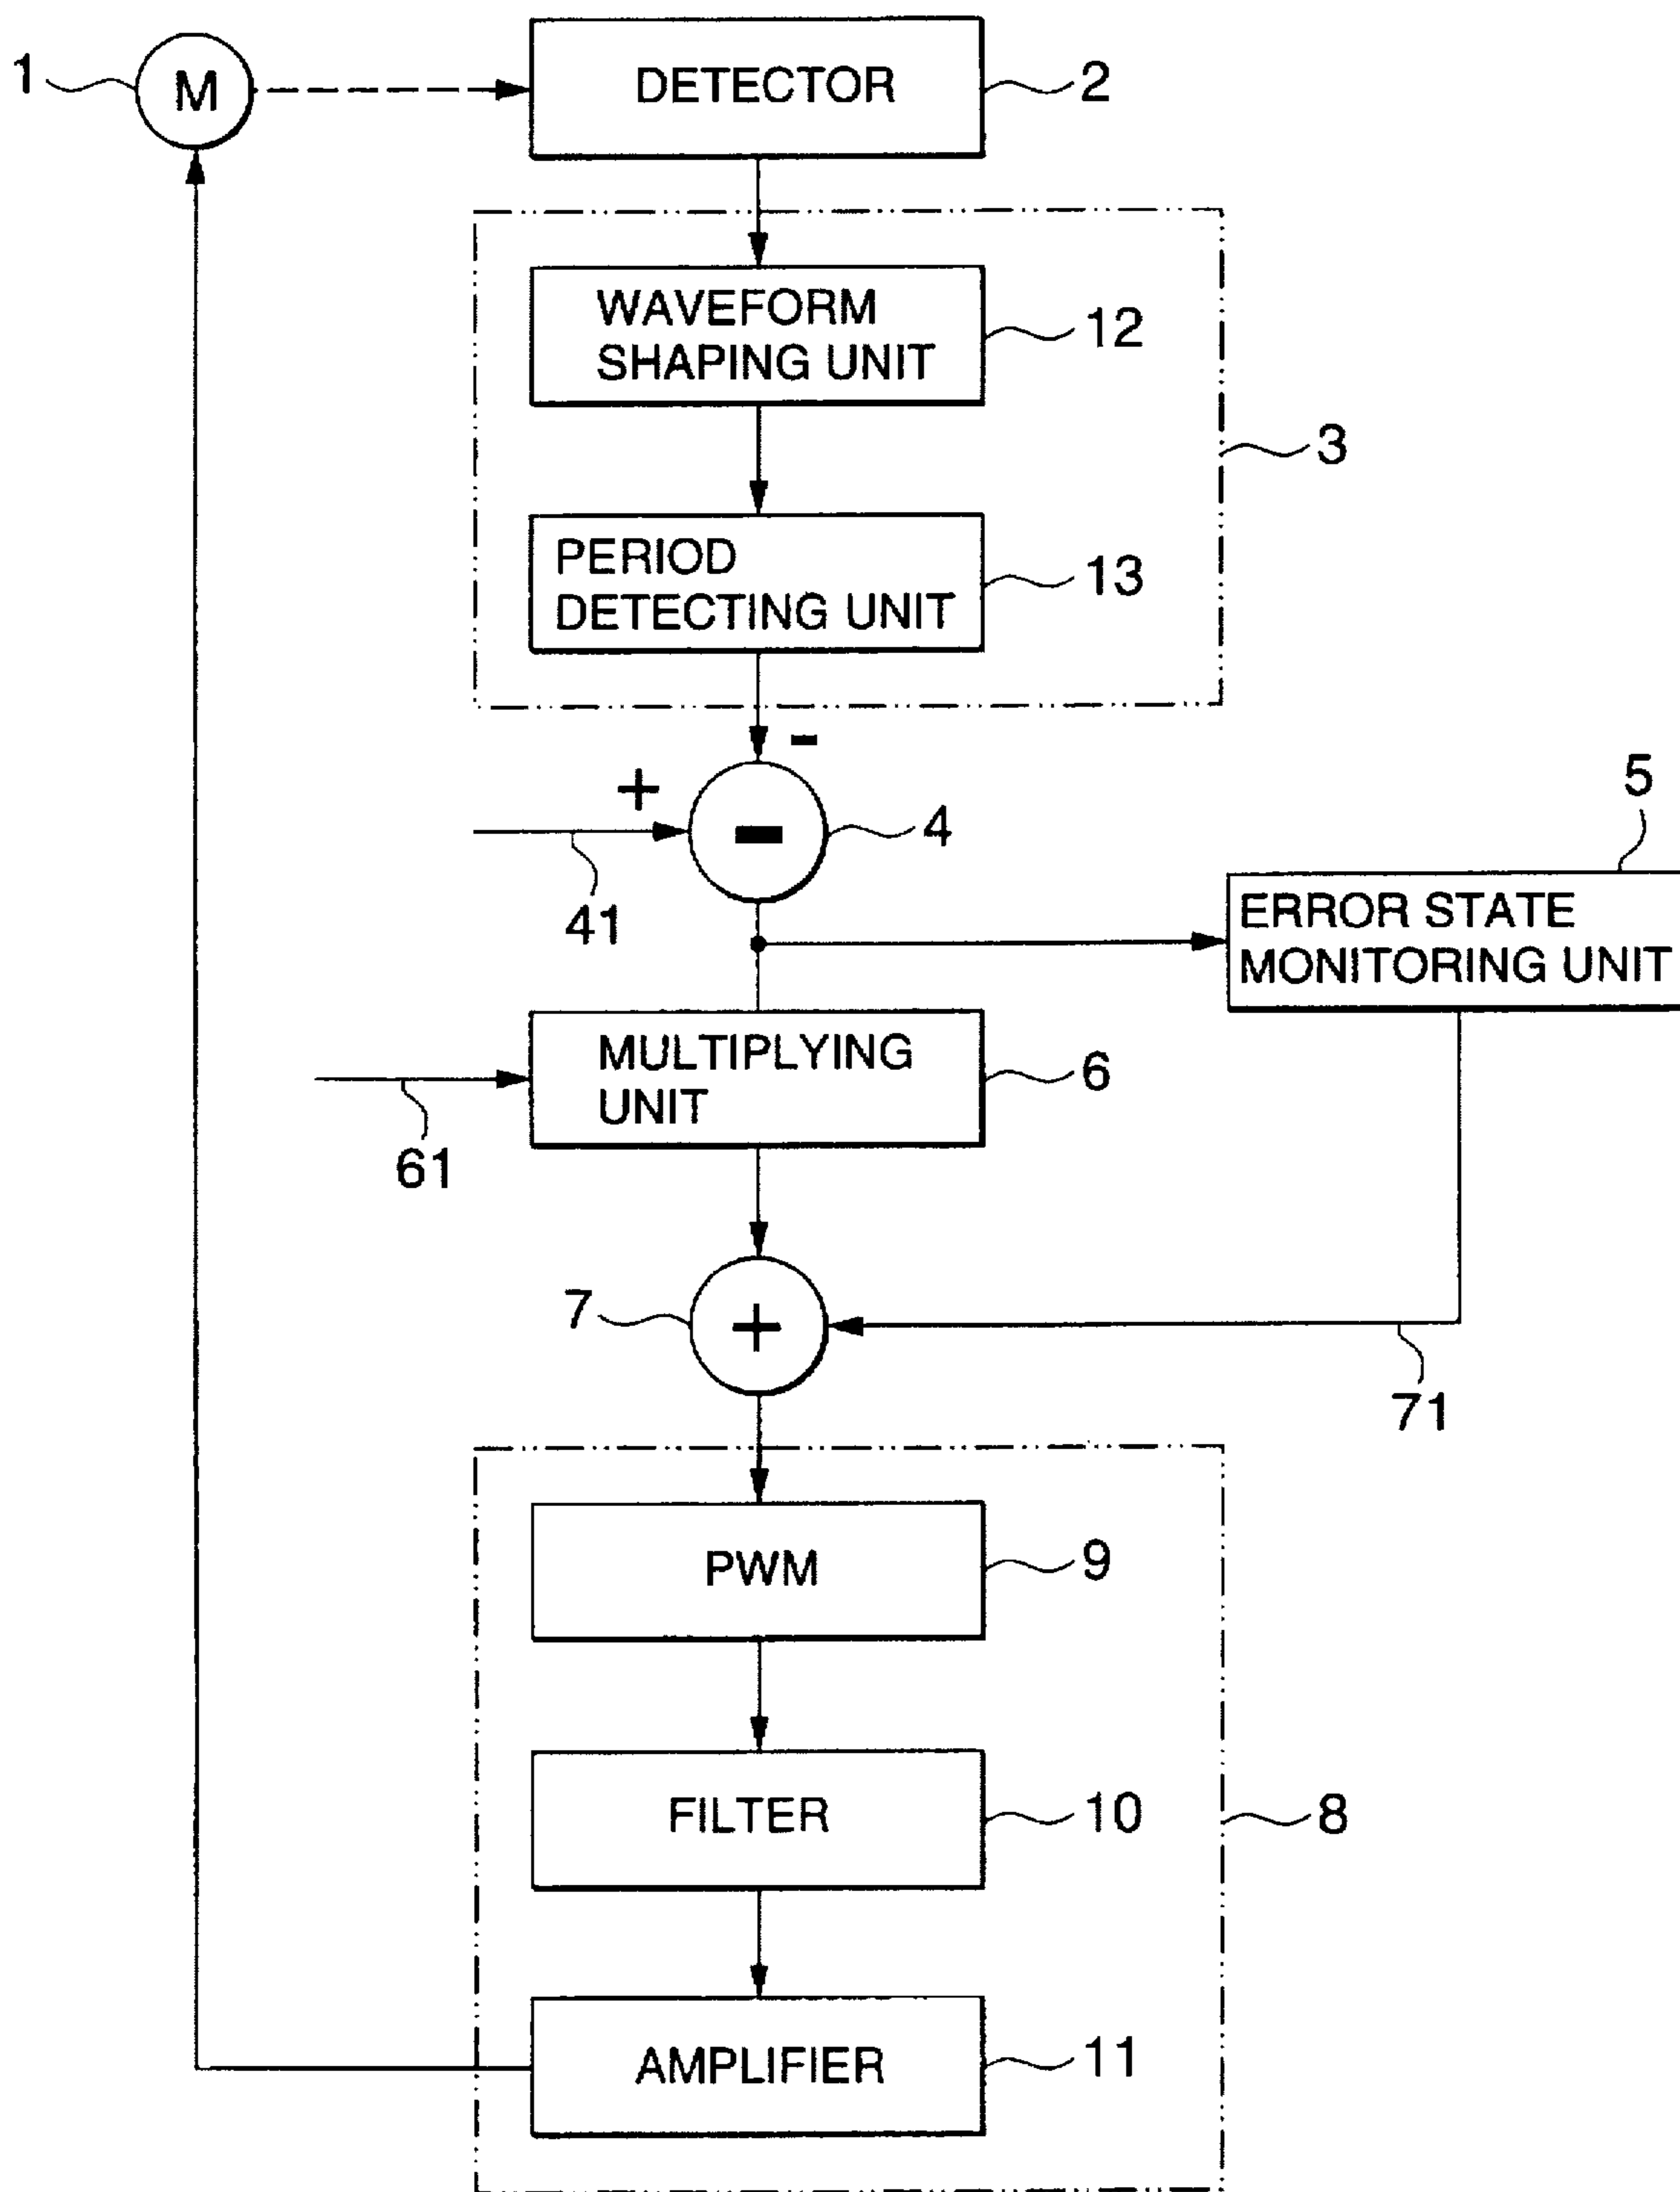 1
M
DETECTOR
2
WAVEFORM
SHAPING UNIT
12
3
PERIOD
DETECTING UNIT
13
-
+
-
4
41
5
ERROR STATE
MONITORING UNIT
MULTIPLYING
UNIT
6
61
7
+
71
PWM
9
FILTER
10
8
AMPLIFIER
11